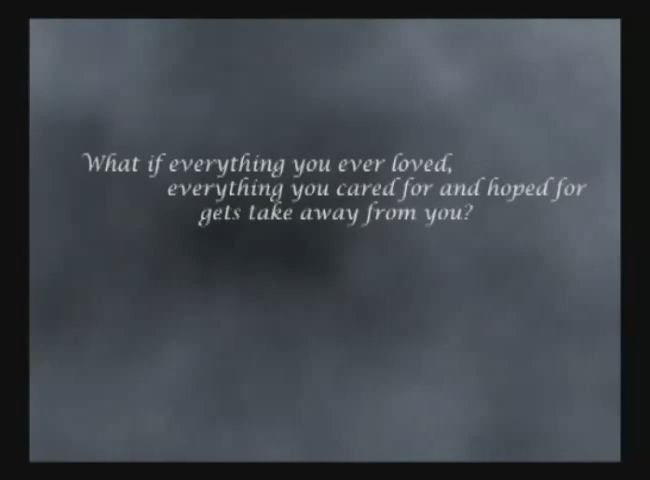 What if everything you ever loved,
everything you cared for and hoped for
gets take away from you?